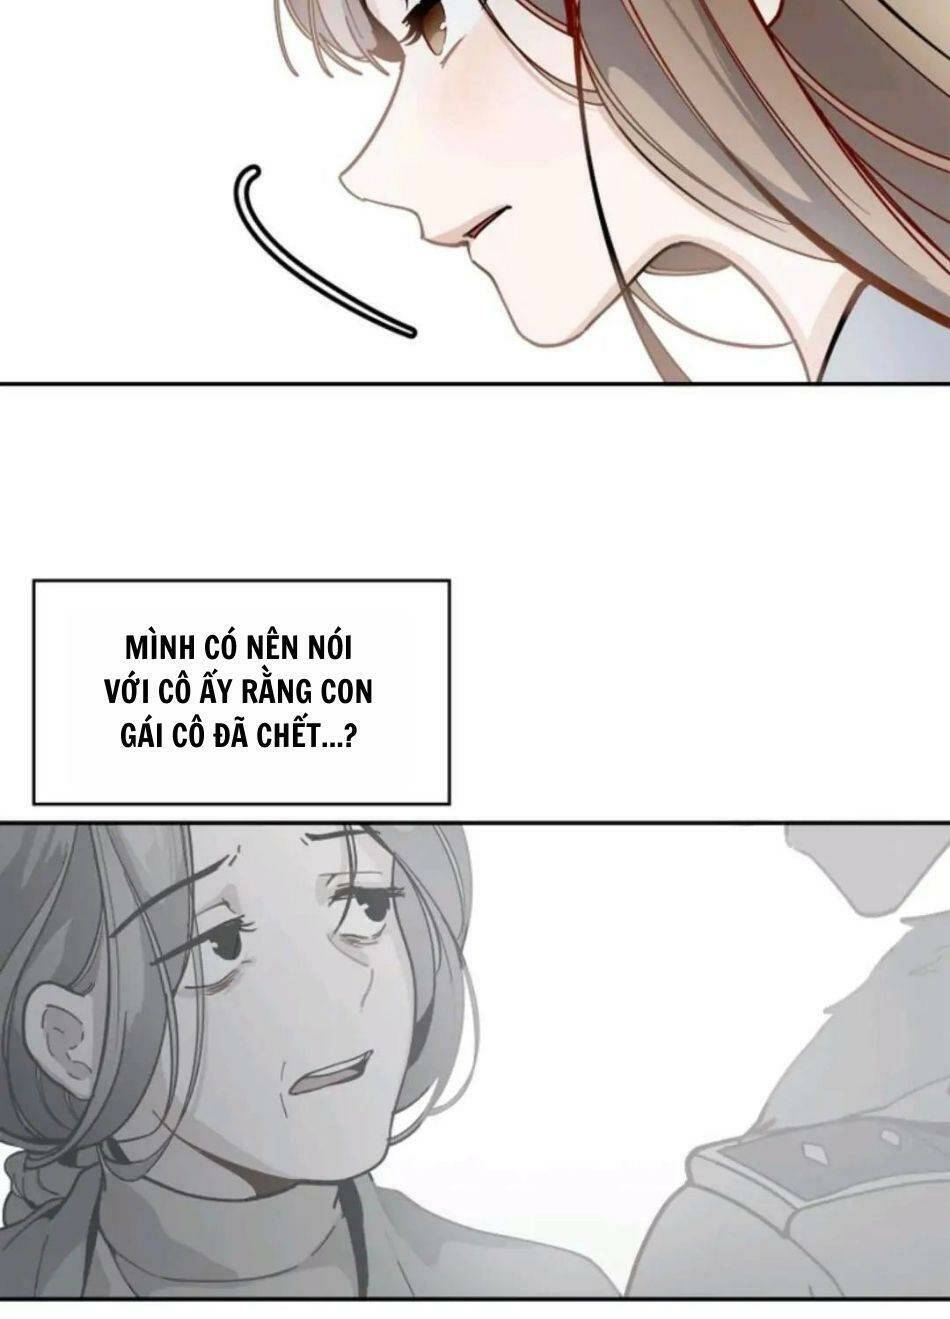 MÌNH CÓ NÊN NÓI
VỚI CÔ ẤY RẰNG CON
GÁI CÔ ĐÃ CHẾT...?